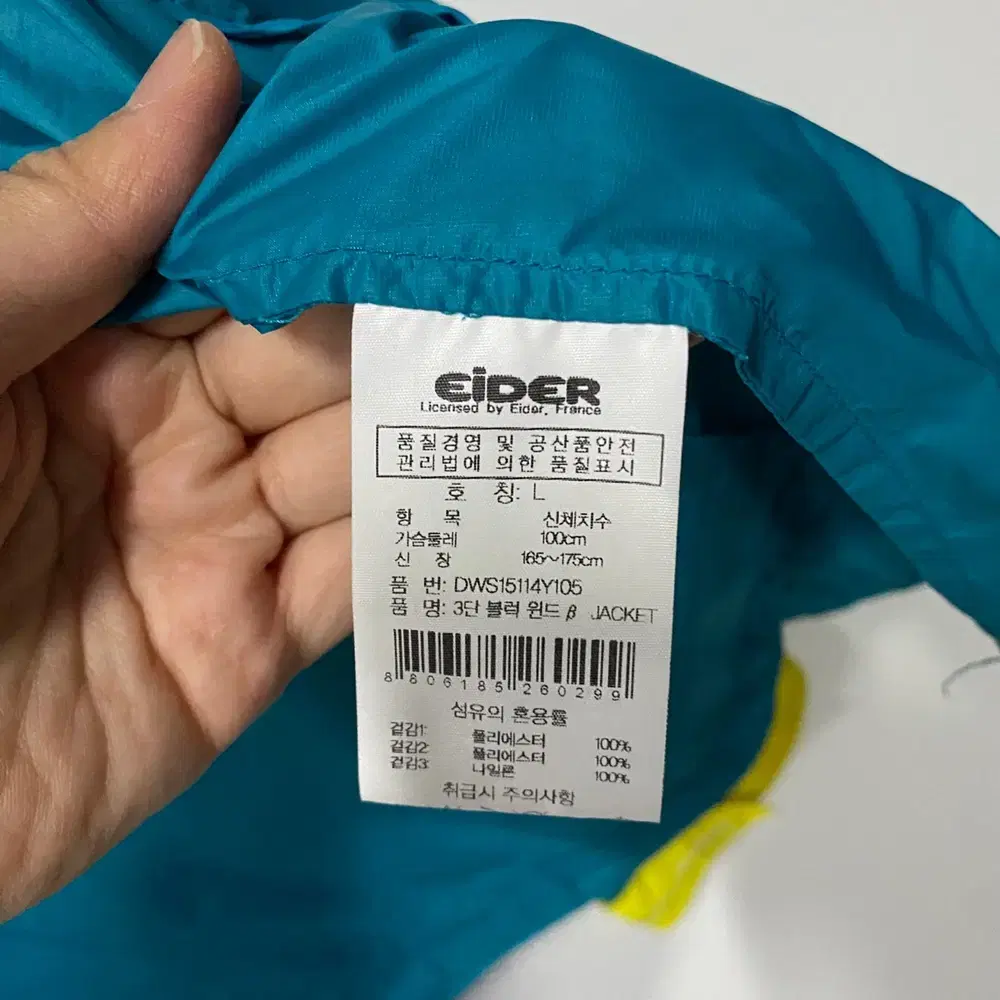 EiDER
Licensed by Eider, France
품질경영 및 공산품안전
관리법에 의한 품질표시
호 칭: L
항 목 신체치수
가슴둘레 100cm
신 장 165~175cm
품 번: DWS15114Y105
품 명: 3단 블럭 윈드 β JACKET
8 806185 260299
섬유의 혼용률
겉감1: 폴리에스터 100%
겉감2: 폴리에스터 100%
겉감3: 나일론 100%
취급시 주의사항